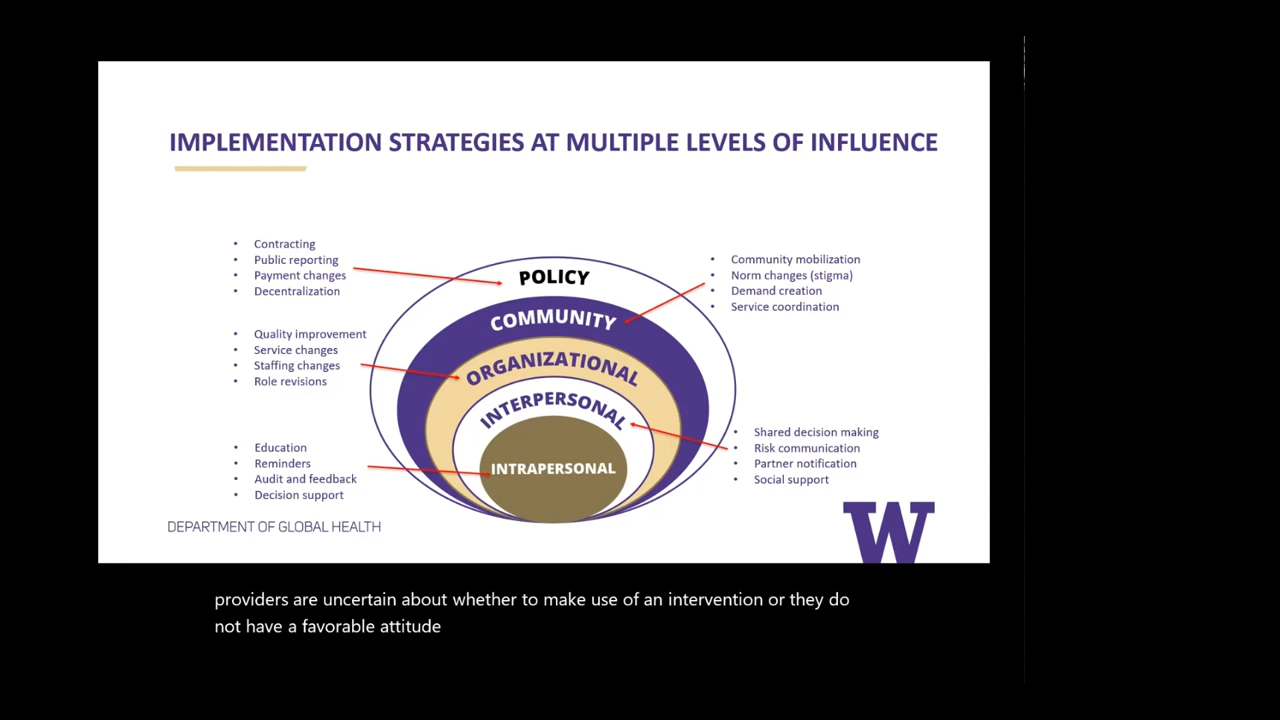 IMPLEMENTATION STRATEGIES AT MULTIPLE LEVELS OF INFLUENCE
• Contracting
• Public reporting
• Payment changes
• Decentralization
• Quality improvement
• Service changes
• Staffing changes
• Role revisions
• Education
• Reminders
• Audit and feedback
• Decision support
POLICY
COMMUNITY
ORGANIZATIONAL
INTERPERSONAL
INTRAPERSONAL
• Community mobilization
• Norm changes (stigma)
• Demand creation
• Service coordination
• Shared decision making
• Risk communication
• Partner notification
• Social support
DEPARTMENT OF GLOBAL HEALTH
W
providers are uncertain about whether to make use of an intervention or they do
not have a favorable attitude